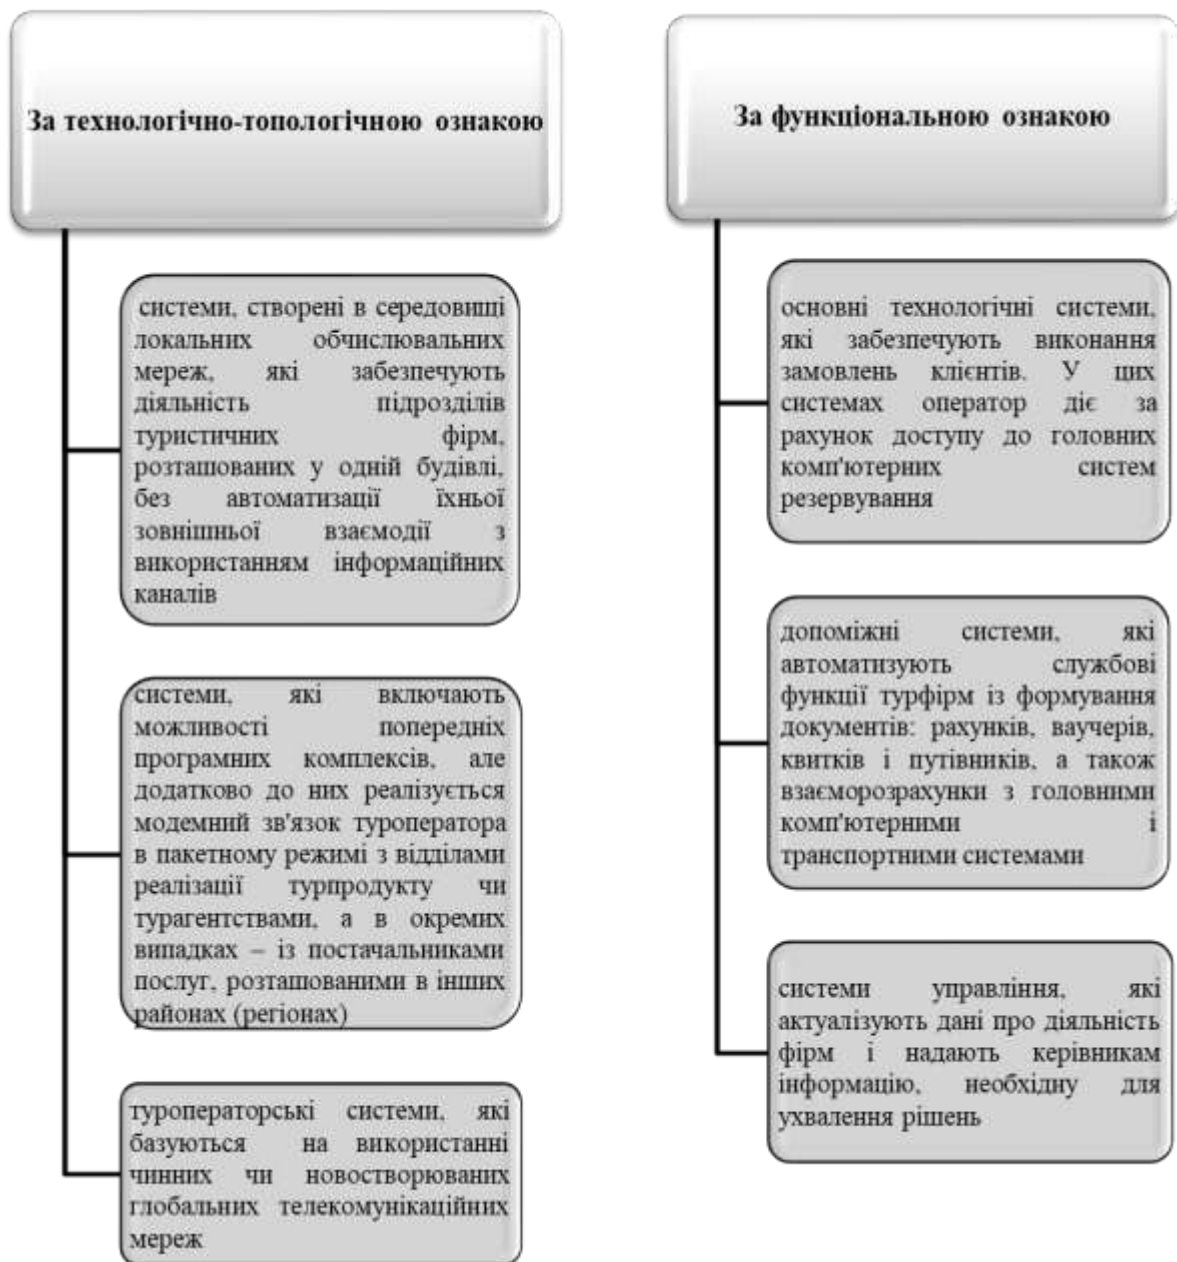 За технологічно-топологічною ознакою
системи, створені в середовищі
локальних обчислювальних
мереж, які забезпечують
діяльність підрозділів
туристичних фірм,
розташованих у одній будівлі,
без автоматизації їхньої
зовнішньої взаємодії з
використанням інформаційних
каналів
системи, які включають
можливості попередніх
програмних комплексів, але
додатково до них реалізується
модемний зв'язок туроператора
в пакетному режимі з відділами
реалізації турпродукту чи
турагентствами, а в окремих
випадках – із постачальниками
послуг, розташованими в інших
районах (регіонах)
туроператорські системи, які
базуються на використанні
чинних чи новостворюваних
глобальних телекомунікаційних
мереж
За функціональною ознакою
основні технологічні системи,
які забезпечують виконання
замовлень клієнтів. У цих
системах оператор діє за
рахунок доступу до головних
комп'ютерних систем
резервування
допоміжні системи, які
автоматизують службові
функції турфірм із формування
документів: рахунків, ваучерів,
квитків і путівників, а також
взаєморозрахунки з головними
комп'ютерними і
транспортними системами
системи управління, які
актуалізують дані про діяльність
фірм і надають керівникам
інформацію, необхідну для
ухвалення рішень